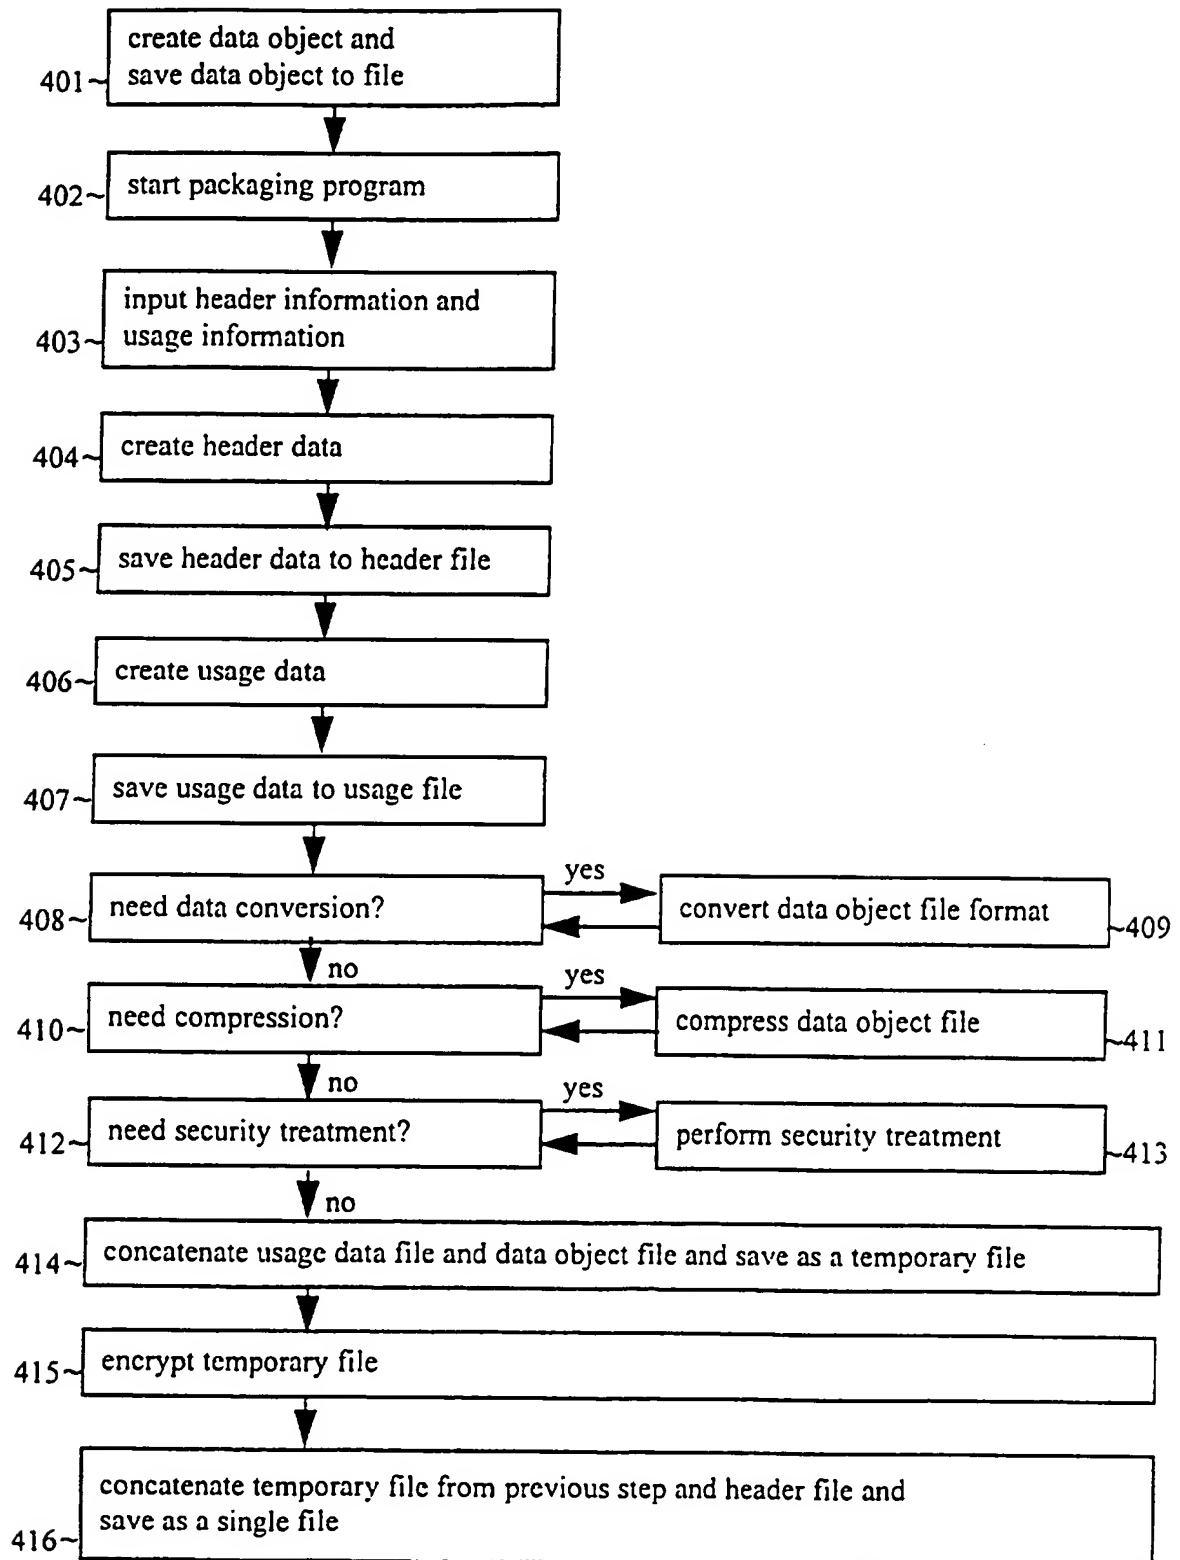 create data object and
save data object to file
401~
start packaging program
402~
input header information and
usage information
403~
create header data
404~
save header data to header file
405~
create usage data
406~
save usage data to usage file
407~
need data conversion?
408~
yes
convert data object file format
~409
no
need compression?
410~
yes
compress data object file
~411
no
need security treatment?
412~
yes
perform security treatment
~413
no
concatenate usage data file and data object file and save as a temporary file
414~
encrypt temporary file
415~
concatenate temporary file from previous step and header file and
save as a single file
416~